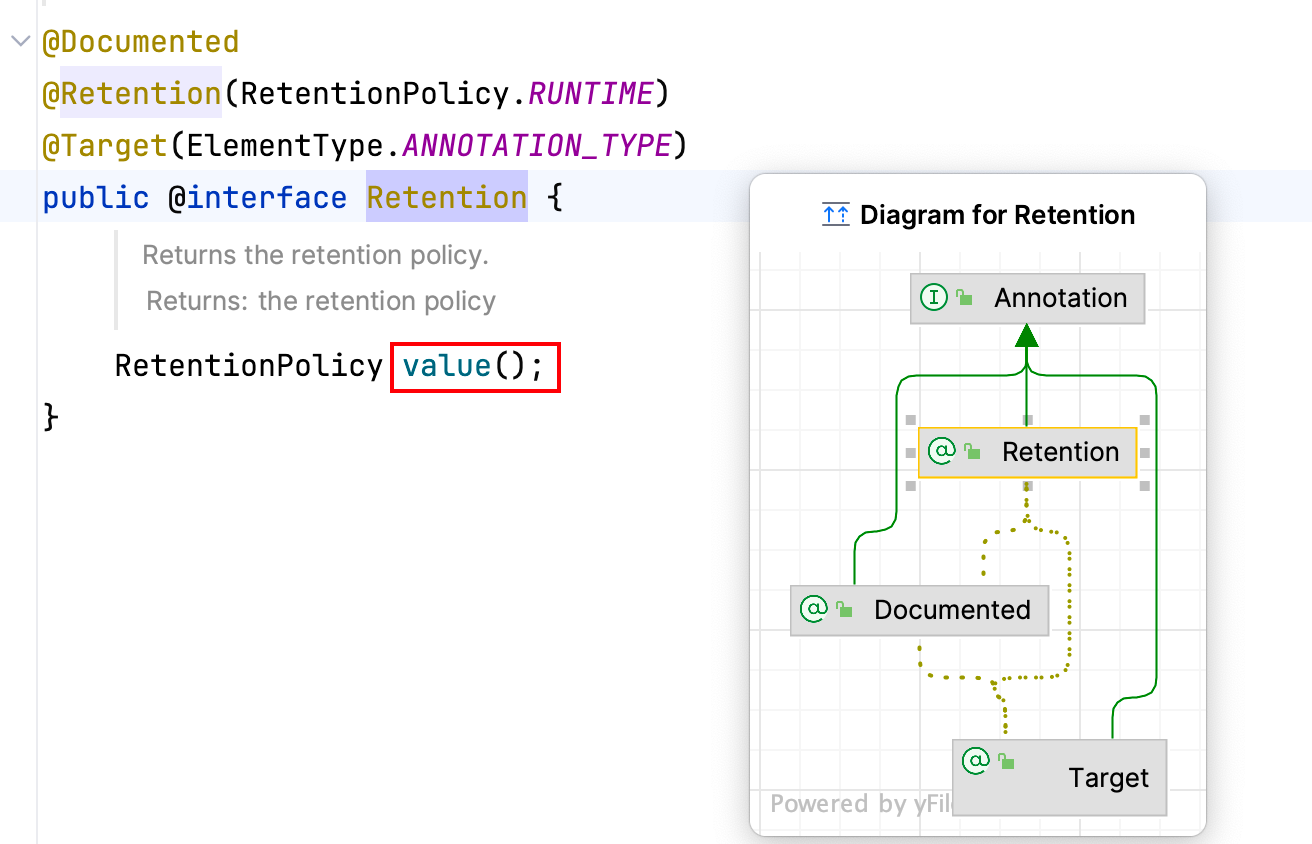 @Documented
@Retention(RetentionPolicy.RUNTIME)
@Target(ElementType.ANNOTATION_TYPE)
public @interface Retention {
Returns the retention policy.
Returns: the retention policy
RetentionPolicy value();
}
Diagram for Retention
I Annotation
@ Retention
@ Documented
@ Target
Powered by yFil